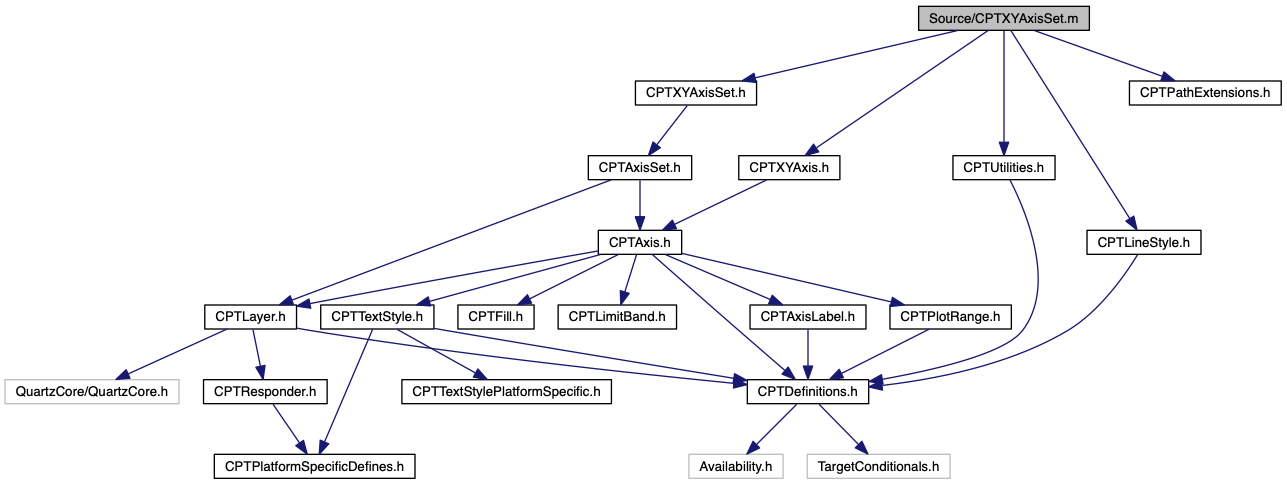 Source/CPTXYAxisSet.m
CPTXYAxisSet.h
CPTPathExtensions.h
CPTAxisSet.h
CPTXYAxis.h
CPTUtilities.h
CPTAxis.h
CPTLineStyle.h
CPTLayer.h
CPTTextStyle.h
CPTFill.h
CPTLimitBand.h
CPTAxisLabel.h
CPTPlotRange.h
QuartzCore/QuartzCore.h
CPTResponder.h
CPTTextStylePlatformSpecific.h
CPTDefinitions.h
CPTPlatformSpecificDefines.h
Availability.h
TargetConditionals.h